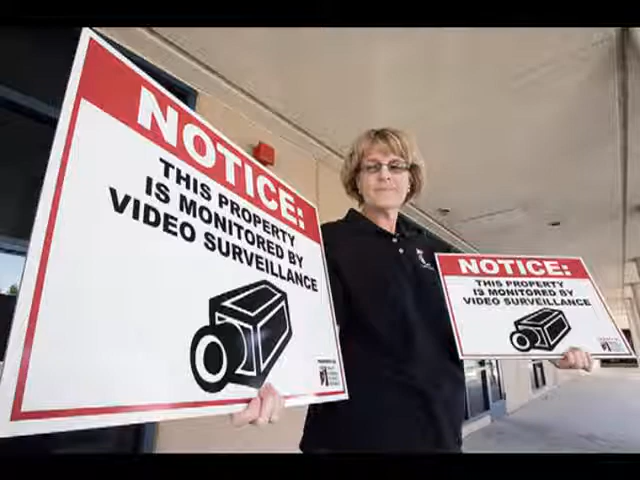 NOTICE:
THIS PROPERTY
IS MONITORED BY
VIDEO SURVEILLANCE
NOTICE:
THIS PROPERTY
IS MONITORED BY
VIDEO SURVEILLANCE